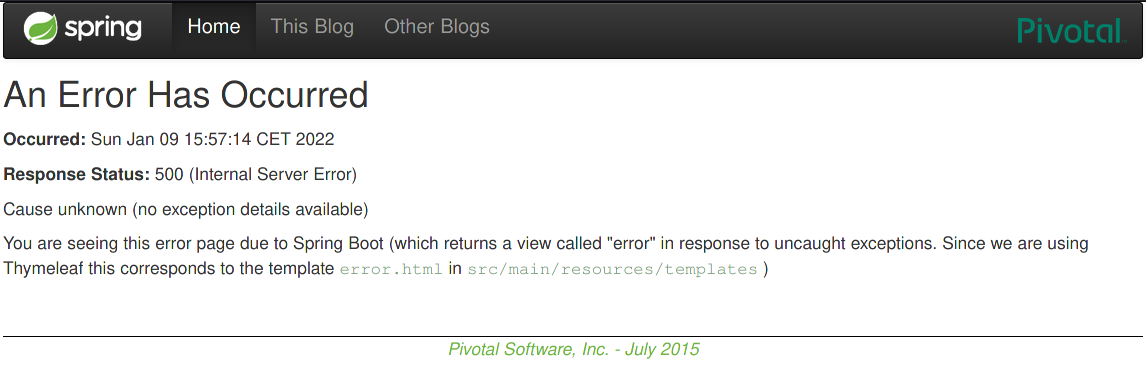 spring Home This Blog Other Blogs Pivotal
An Error Has Occurred
Occurred: Sun Jan 09 15:57:14 CET 2022
Response Status: 500 (Internal Server Error)
Cause unknown (no exception details available)
You are seeing this error page due to Spring Boot (which returns a view called "error" in response to uncaught exceptions. Since we are using
Thymeleaf this corresponds to the template error.html in src/main/resources/templates )
Pivotal Software, Inc. - July 2015